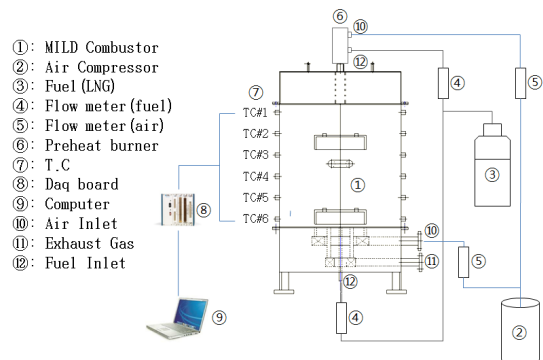 ①: MILD Combustor
②: Air Compressor
③: Fuel(LNG)
④: Flow meter(fuel)
⑤: Flow meter(air)
⑥: Preheat burner
⑦: T.C
⑧: Daq board
⑨: Computer
⑩: Air Inlet
⑪: Exhaust Gas
⑫: Fuel Inlet
⑥
⑩
⑫
④
⑤
⑦
TC#1
TC#2
TC#3
TC#4
TC#5
TC#6
①
③
⑧
⑩
⑪
⑤
⑫
④
⑨
②